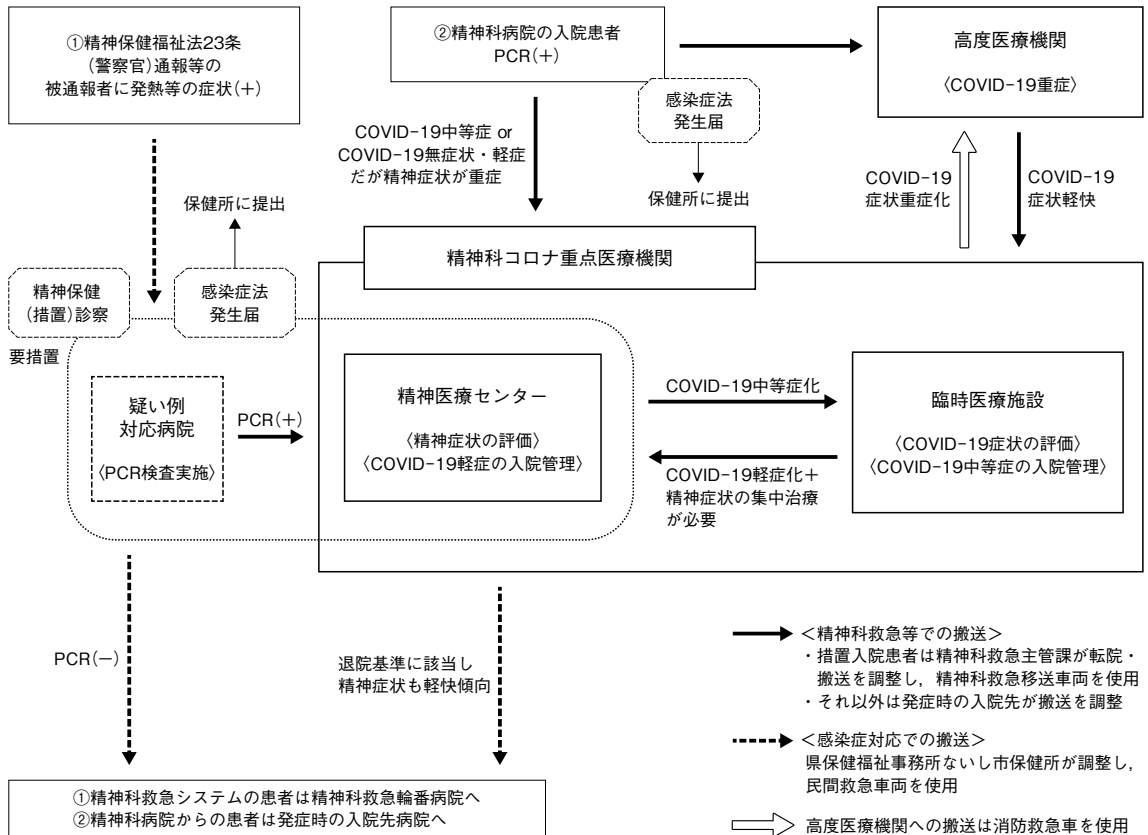 ①精神保健福祉法23条
(警察官)通報等の
被通報者に発熱等の症状(＋)
②精神科病院の入院患者
PCR(＋)
高度医療機関
〈COVID-19重症〉
感染症法
発生届
COVID-19中等症 or
COVID-19無症状・軽症
だが精神症状が重症
保健所に提出
保健所に提出
COVID-19
症状重症化
COVID-19
症状軽快
精神科コロナ重点医療機関
精神保健
(措置)診察
感染症法
発生届
要措置
疑い例
対応病院
〈PCR検査実施〉
PCR(＋)
精神医療センター
〈精神症状の評価〉
〈COVID-19軽症の入院管理〉
COVID-19中等症化
COVID-19軽症化＋
精神症状の集中治療
が必要
臨時医療施設
〈COVID-19症状の評価〉
〈COVID-19中等症の入院管理〉
PCR(－)
退院基準に該当し
精神症状も軽快傾向
①精神科救急システムの患者は精神科救急輪番病院へ
②精神科病院からの患者は発症時の入院先病院へ
＜精神科救急等での搬送＞
・措置入院患者は精神科救急主管課が転院・
搬送を調整し，精神科救急移送車両を使用
・それ以外は発症時の入院先が搬送を調整
＜感染症対応での搬送＞
県保健福祉事務所ないし市保健所が調整し，
民間救急車両を使用
高度医療機関への搬送は消防救急車を使用